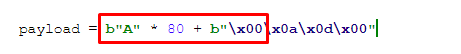 payload = b"A" * 80 + b"\x00\x0a\x0d\x00"